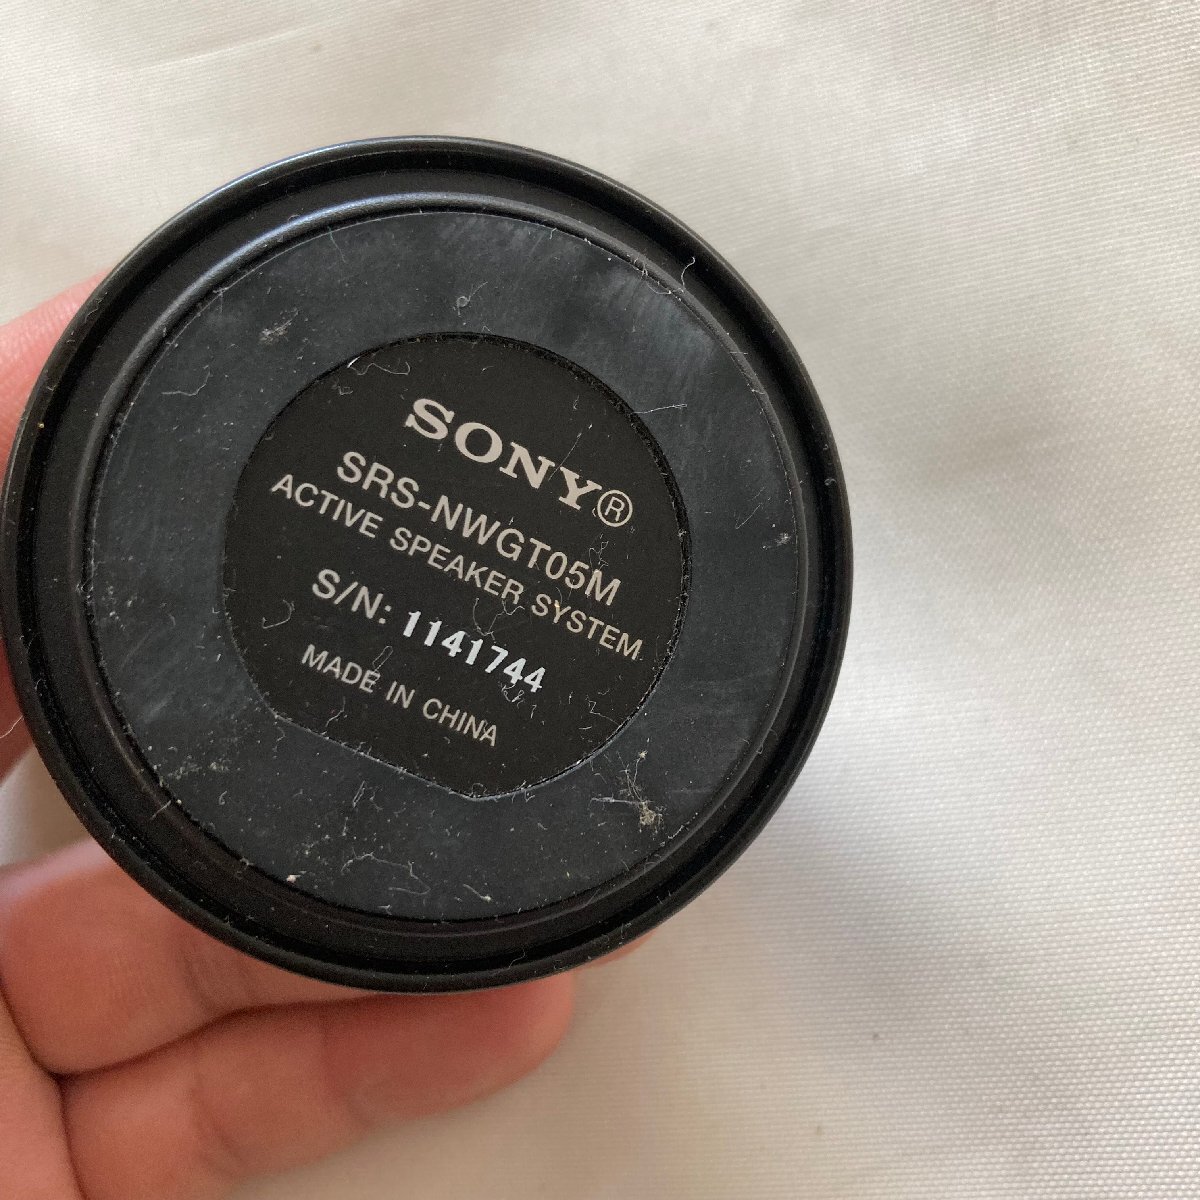 SONY®
SRS-NWGT05M
ACTIVE SPEAKER SYSTEM
S/N: 1141744
MADE IN CHINA